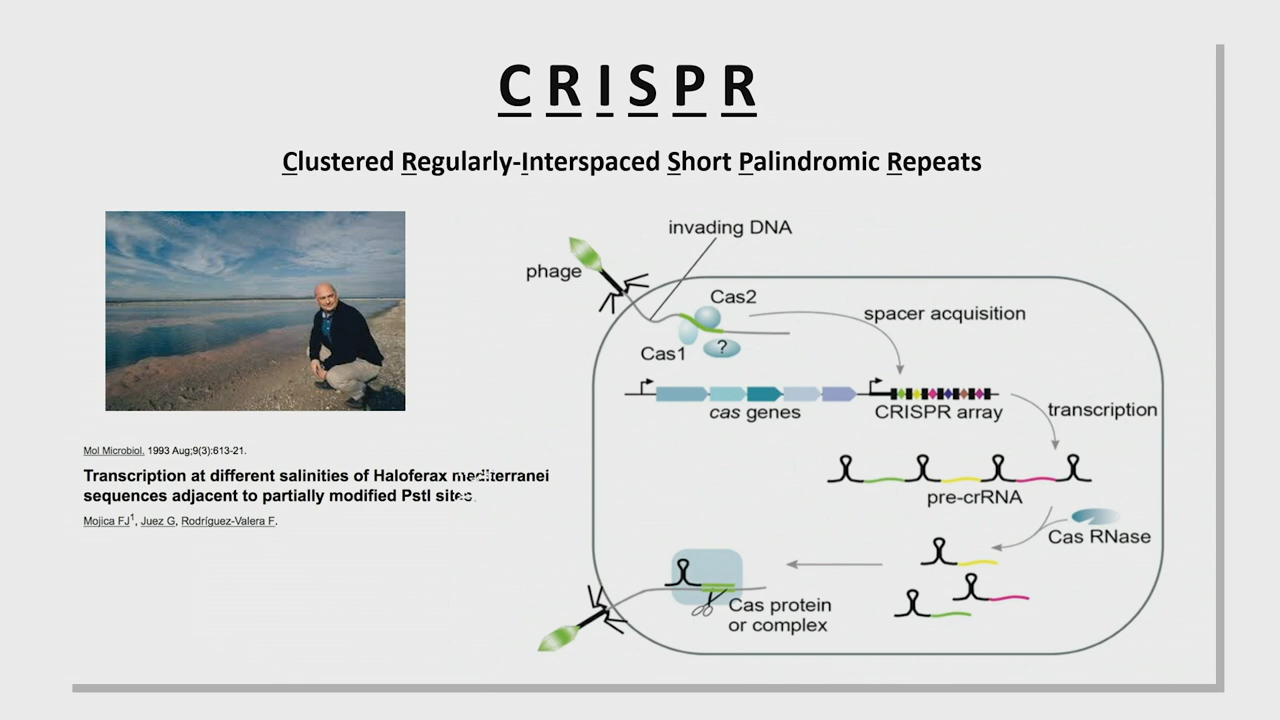 C R I S P R
Clustered Regularly-Interspaced Short Palindromic Repeats
Mol Microbiol. 1993 Aug;9(3):613-21.
Transcription at different salinities of Haloferax mediterranei
sequences adjacent to partially modified PstI sites.
Mojica FJ1, Juez G, Rodríguez-Valera F.
invading DNA
phage
Cas2
spacer acquisition
Cas1
?
cas genes
CRISPR array
transcription
pre-crRNA
Cas RNase
Cas protein
or complex